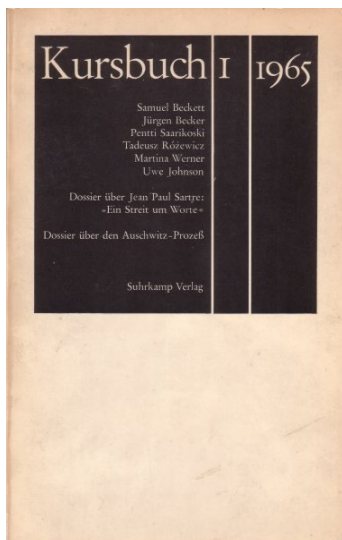 Kursbuch 1 1965
Samuel Beckett
Jürgen Becker
Pentti Saarikoski
Tadeusz Różewicz
Martina Werner
Uwe Johnson
Dossier über Jean Paul Sartre:
»Ein Streit um Worte«
Dossier über den Auschwitz-Prozeß
Suhrkamp Verlag